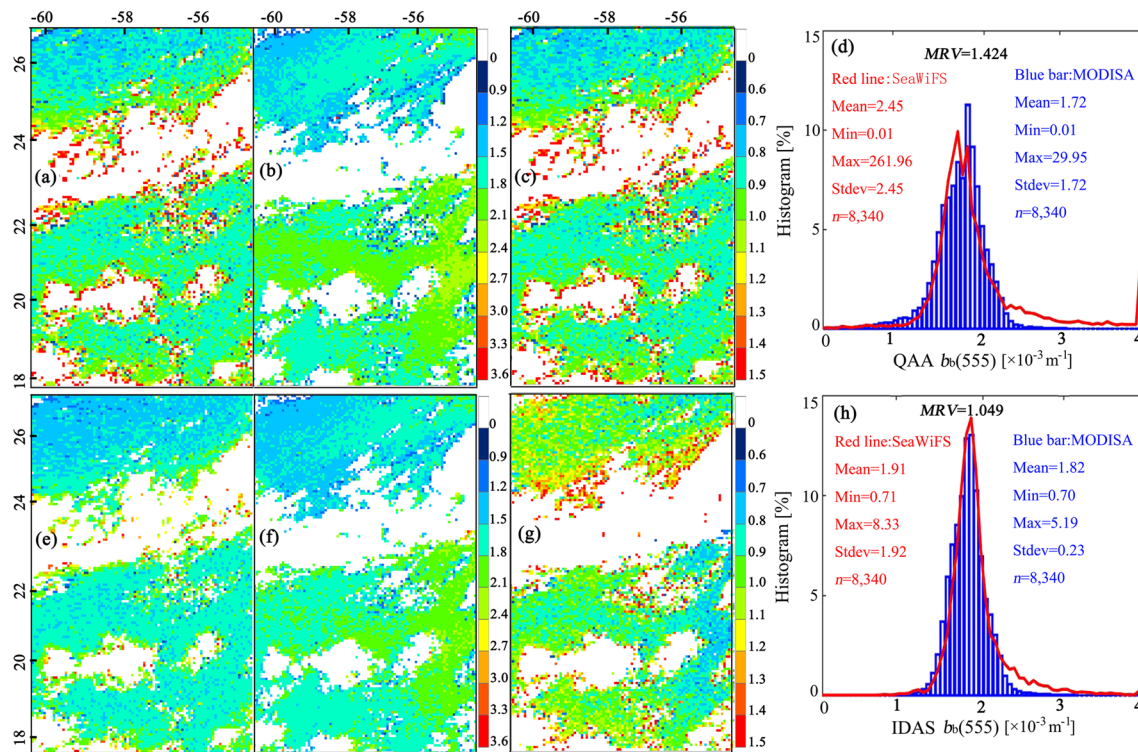 -60 -58 -56 -60 -58 -56 -60 -58 -56
26
24
22
20
18
(a)
(b)
0
0.9
1.2
1.5
1.8
2.1
2.4
2.7
3.0
3.3
3.6
(c)
0
0.6
0.7
0.8
0.9
1.0
1.1
1.2
1.3
1.4
1.5
15
10
5
0
Histogram [%]
(d)
MRV=1.424
Red line:SeaWiFS
Mean=2.45
Min=0.01
Max=261.96
Stdev=2.45
n=8,340
Blue bar:MODISA
Mean=1.72
Min=0.01
Max=29.95
Stdev=1.72
n=8,340
0 1 2 3 4
QAA bb(555) [×10-3 m-1]
26
24
22
20
18
(e)
(f)
0
0.9
1.2
1.5
1.8
2.1
2.4
2.7
3.0
3.3
3.6
(g)
0
0.6
0.7
0.8
0.9
1.0
1.1
1.2
1.3
1.4
1.5
15
10
5
0
Histogram [%]
(h)
MRV=1.049
Red line:SeaWiFS
Mean=1.91
Min=0.71
Max=8.33
Stdev=1.92
n=8,340
Blue bar:MODISA
Mean=1.82
Min=0.70
Max=5.19
Stdev=0.23
n=8,340
0 1 2 3 4
IDAS bb(555) [×10-3 m-1]